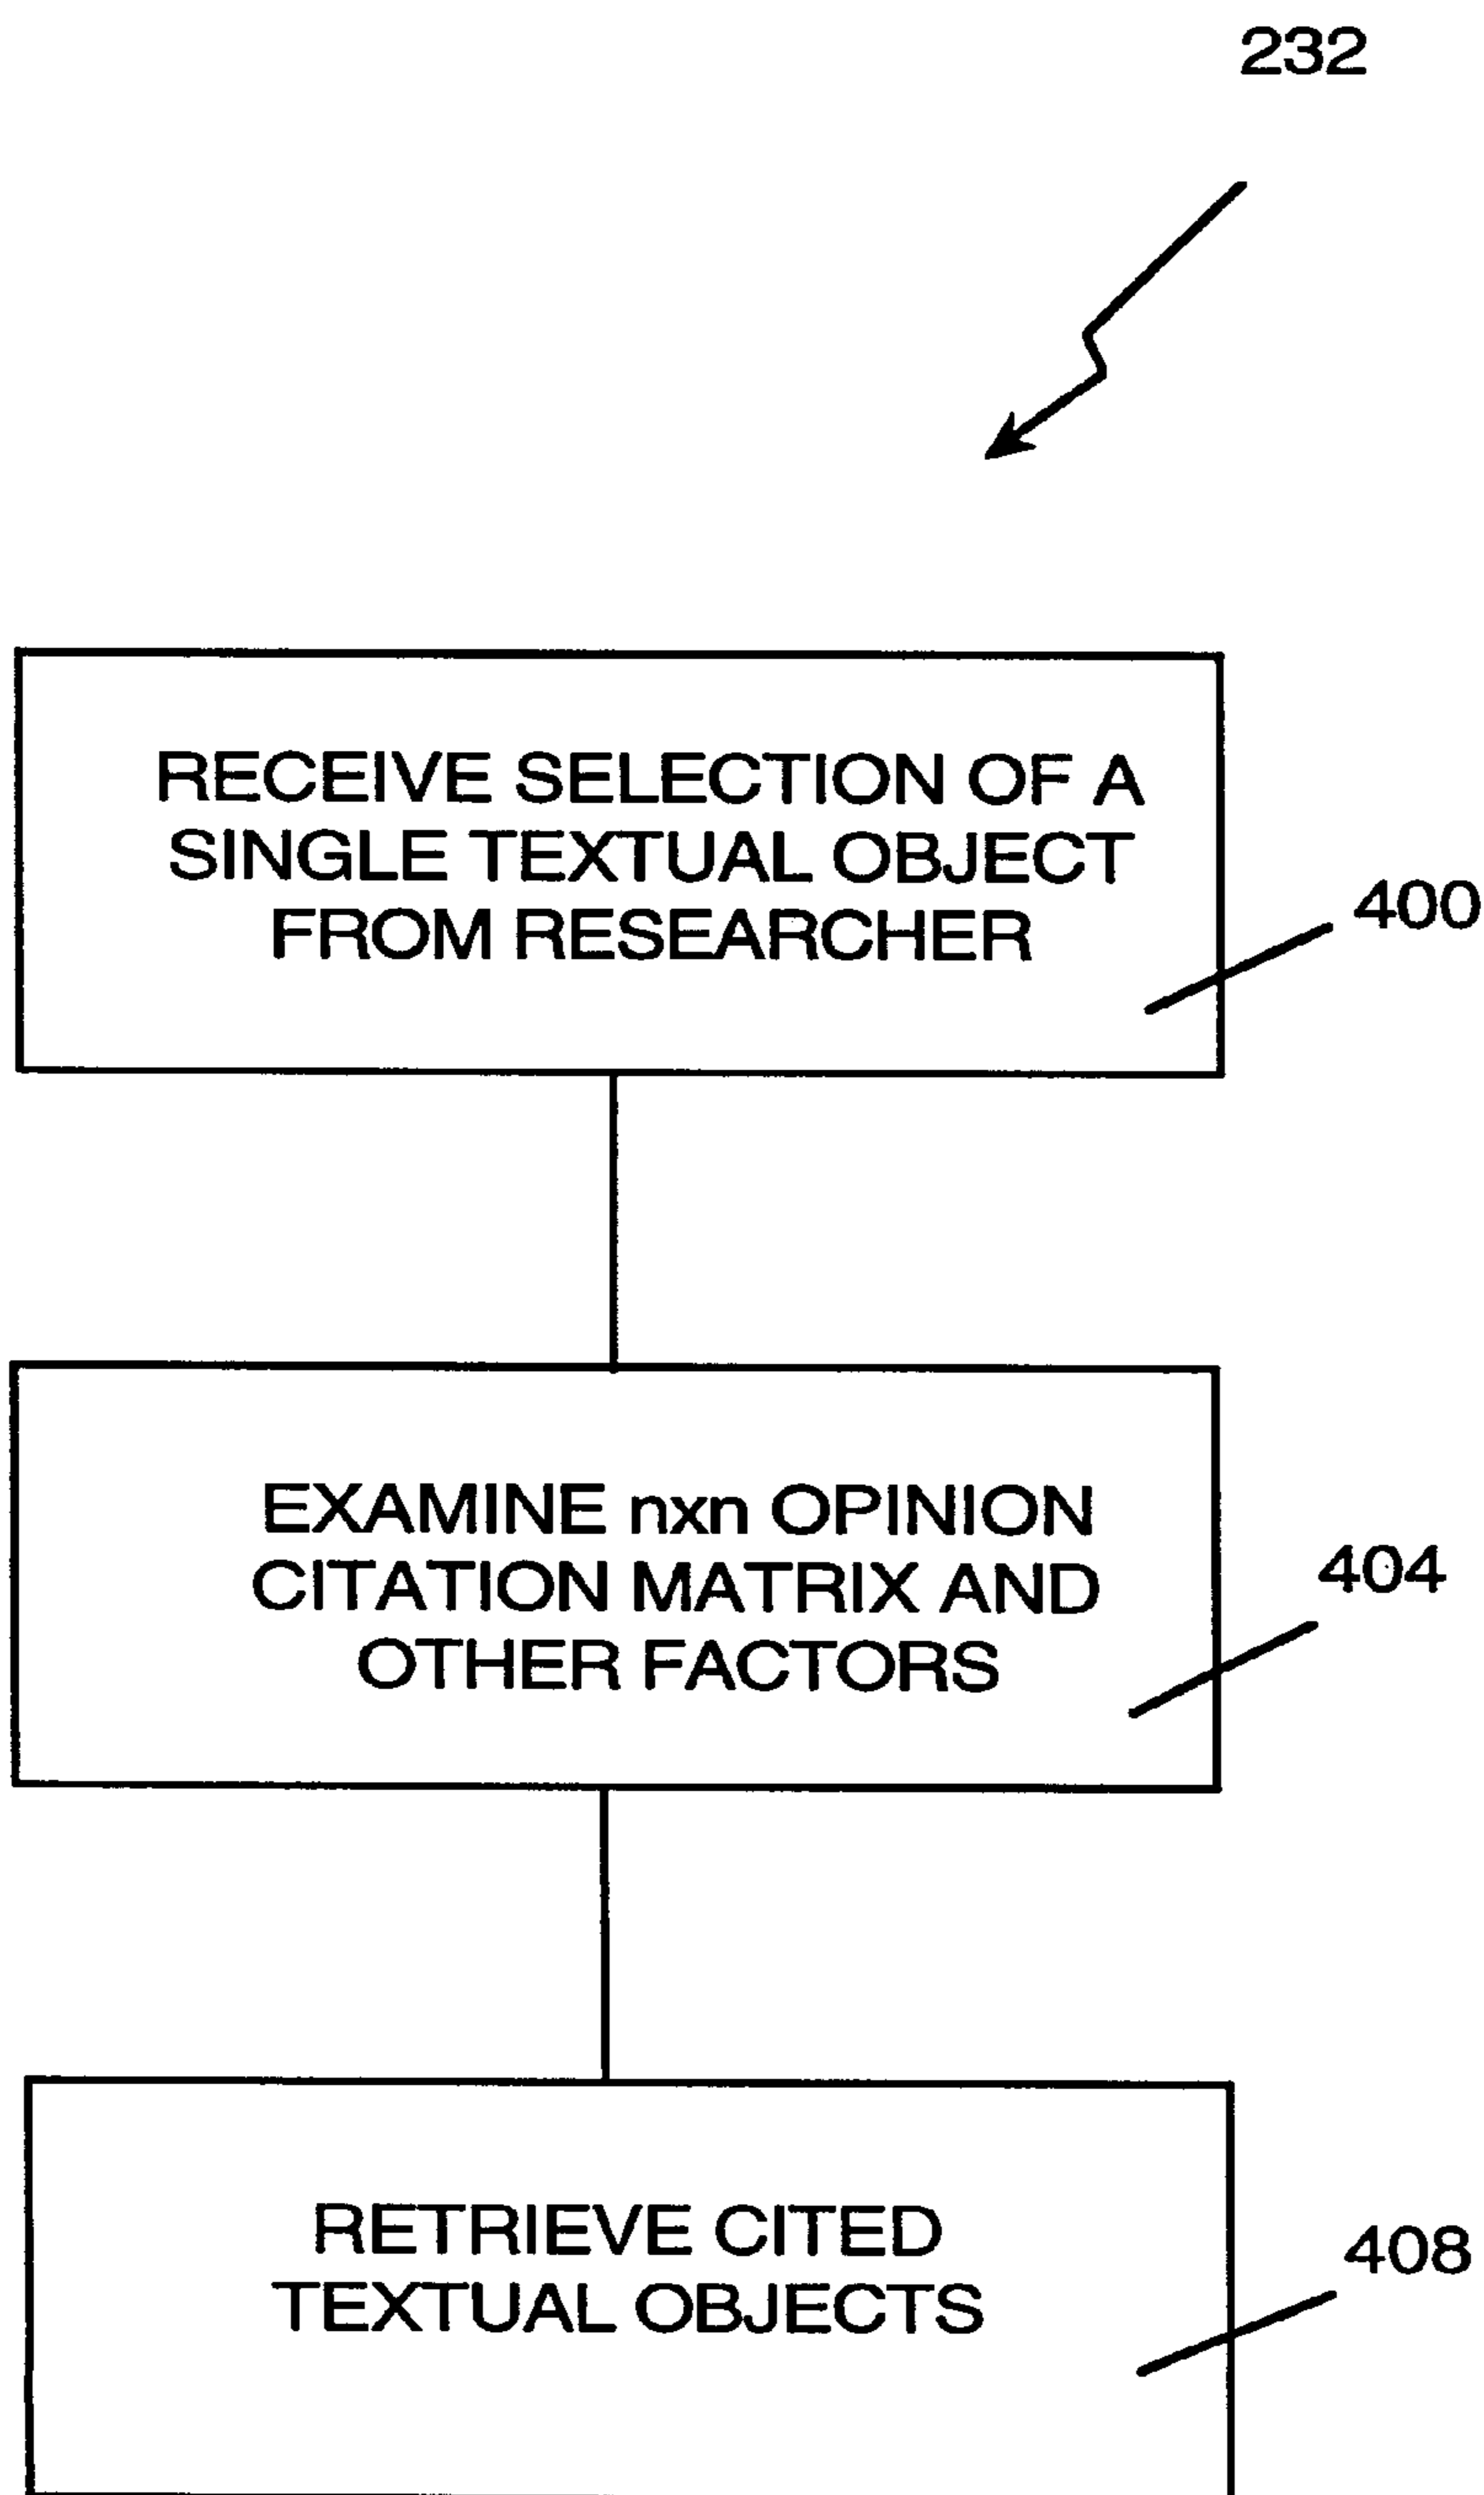 232
RECEIVE SELECTION OF A
SINGLE TEXTUAL OBJECT
FROM RESEARCHER
400
EXAMINE nxn OPINION
CITATION MATRIX AND
OTHER FACTORS
404
RETRIEVE CITED
TEXTUAL OBJECTS
408